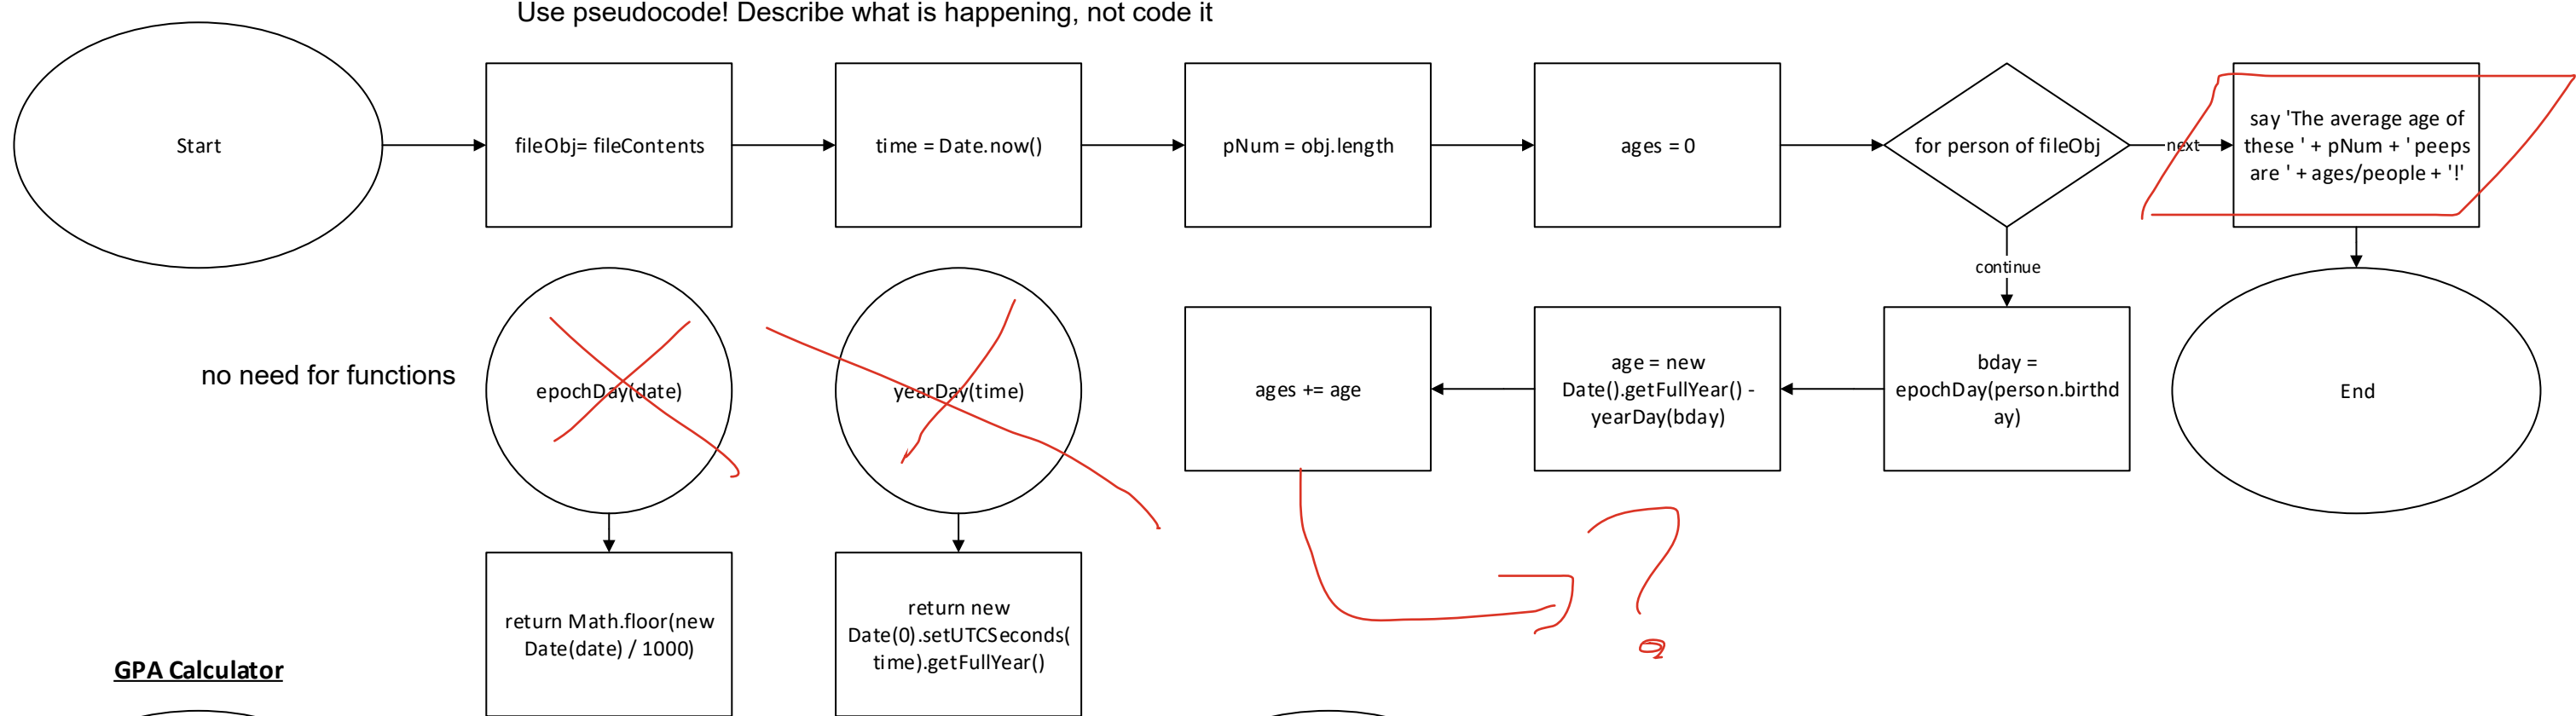 Use pseudocode! Describe what is happening, not code it
Start
fileObj= fileContents
time = Date.now()
pNum = obj.length
ages = 0
for person of fileObj
next
say 'The average age of
these ' + pNum + ' peeps
are ' + ages/people + '!'
continue
no need for functions
epochDay(date)
yearDay(time)
ages += age
age = new
Date().getFullYear() -
yearDay(bday)
bday =
epochDay(person.birthd
ay)
End
return Math.floor(new
Date(date) / 1000)
return new
Date(0).setUTCSeconds(
time).getFullYear()
?
GPA Calculator